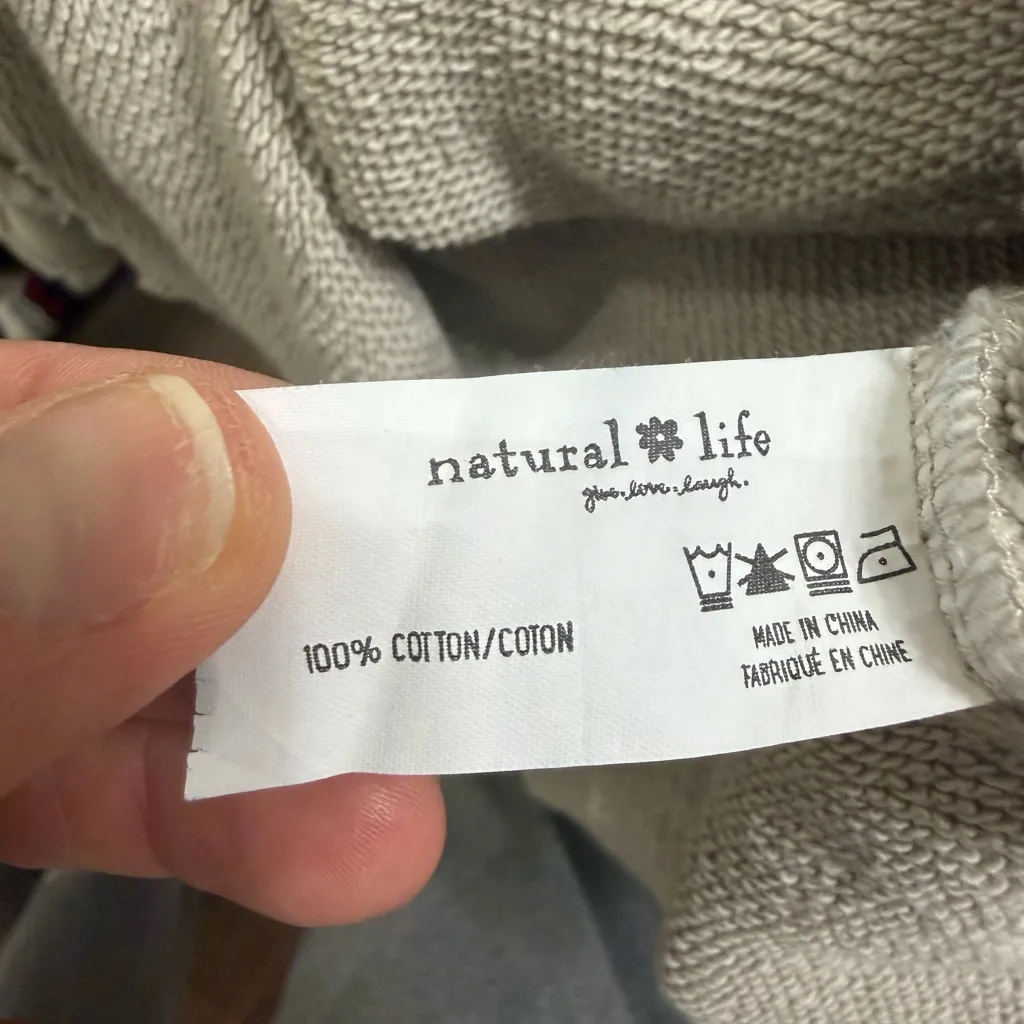 natural life
give. love. laugh.
100% COTTON/COTON
MADE IN CHINA
FABRIQUÉ EN CHINE